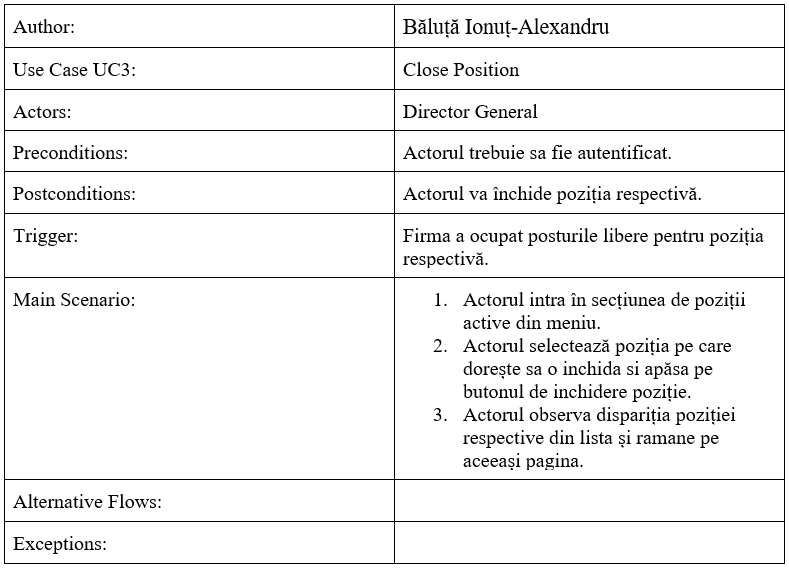 Author:
Băluță Ionuț-Alexandru
Use Case UC3:
Close Position
Actors:
Director General
Preconditions:
Actorul trebuie sa fie autentificat.
Postconditions:
Actorul va închide poziția respectivă.
Trigger:
Firma a ocupat posturile libere pentru poziția
respectivă.
Main Scenario:
1. Actorul intra în secțiunea de poziții
active din meniu.
2. Actorul selectează poziția pe care
dorește sa o inchida si apăsa pe
butonul de inchidere poziție.
3. Actorul observa dispariția poziției
respective din lista și ramane pe
aceeași pagina.
Alternative Flows:
Exceptions: